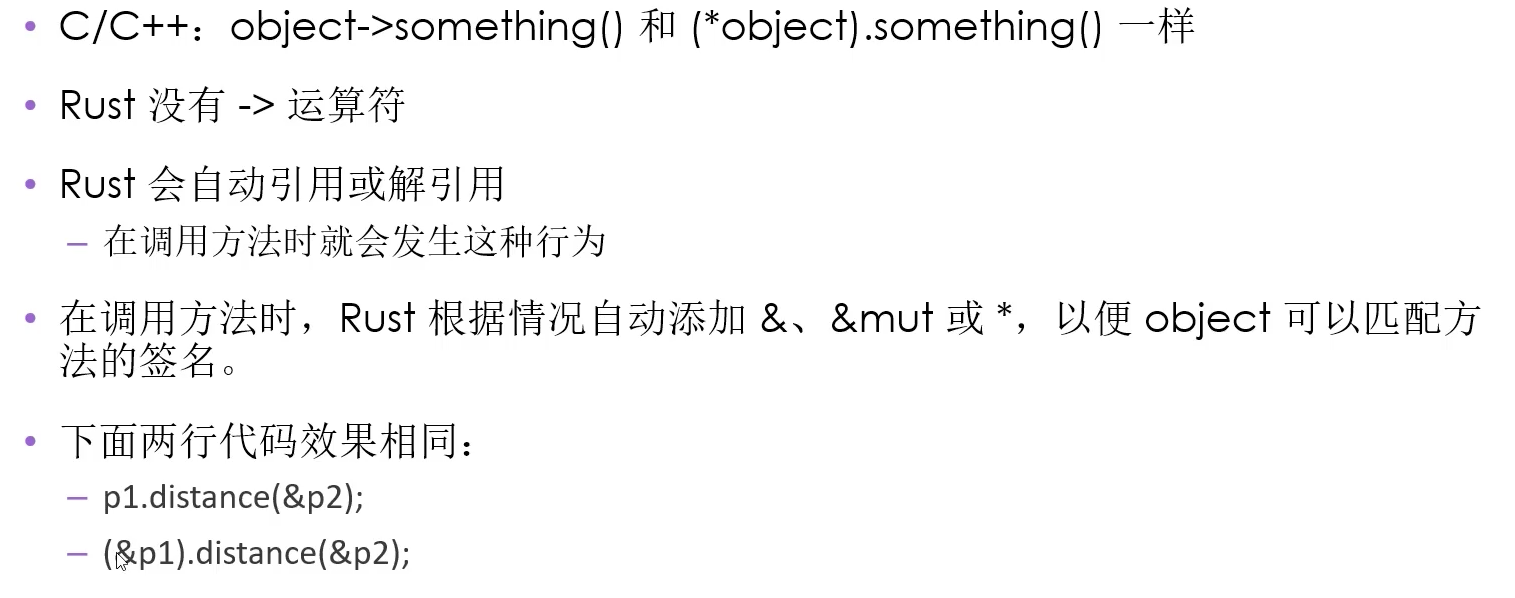 • C/C++：object->something() 和 (*object).something() 一样
• Rust 没有 -> 运算符
• Rust 会自动引用或解引用
– 在调用方法时就会发生这种行为
• 在调用方法时，Rust 根据情况自动添加 &、&mut 或 *，以便 object 可以匹配方
法的签名。
• 下面两行代码效果相同：
– p1.distance(&p2);
– (&p1).distance(&p2);